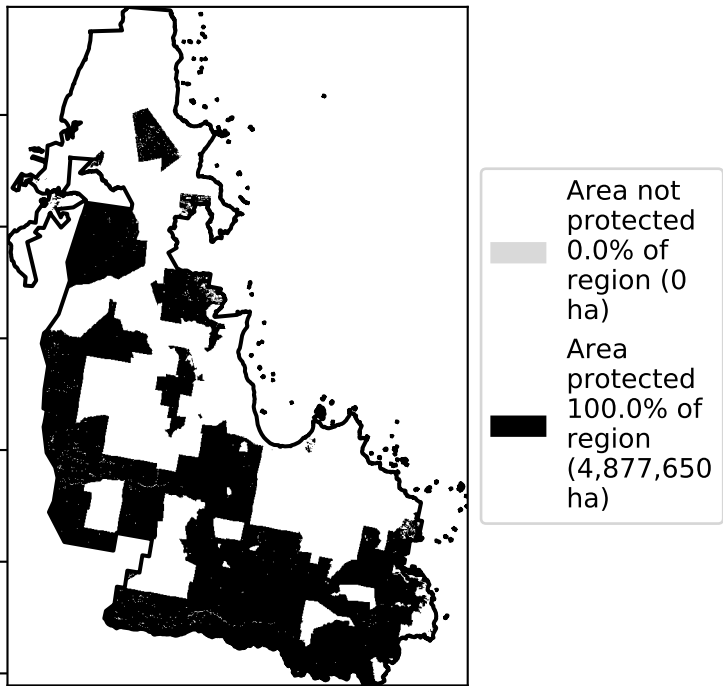 Area not
protected
0.0% of
region (0
ha)
Area
protected
100.0% of
region
(4,877,650
ha)